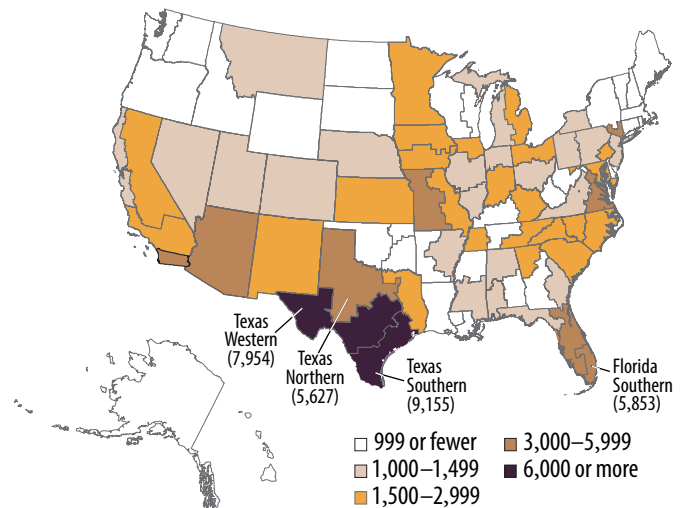 Texas
Western
(7,954)
Texas
Northern
(5,627)
Texas
Southern
(9,155)
Florida
Southern
(5,853)
999 or fewer
1,000–1,499
1,500–2,999
3,000–5,999
6,000 or more